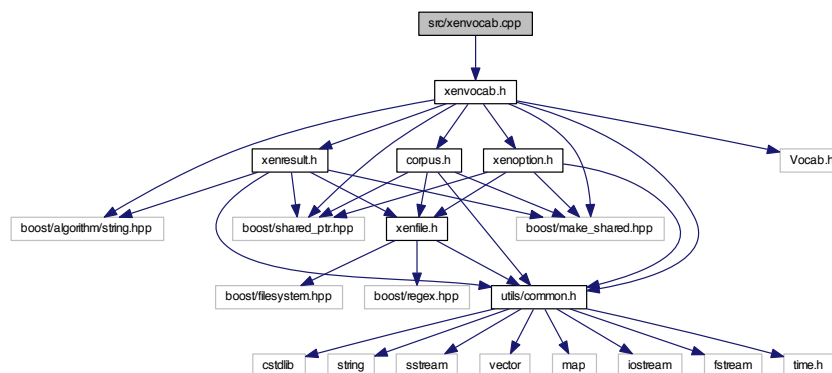 src/xenvocab.cpp
xenvocab.h
xenresult.h
corpus.h
xenoption.h
Vocab.h
boost/algorithm/string.hpp
boost/shared_ptr.hpp
xenfile.h
boost/make_shared.hpp
boost/filesystem.hpp
boost/regex.hpp
utils/common.h
cstdlib
string
sstream
vector
map
iostream
fstream
time.h